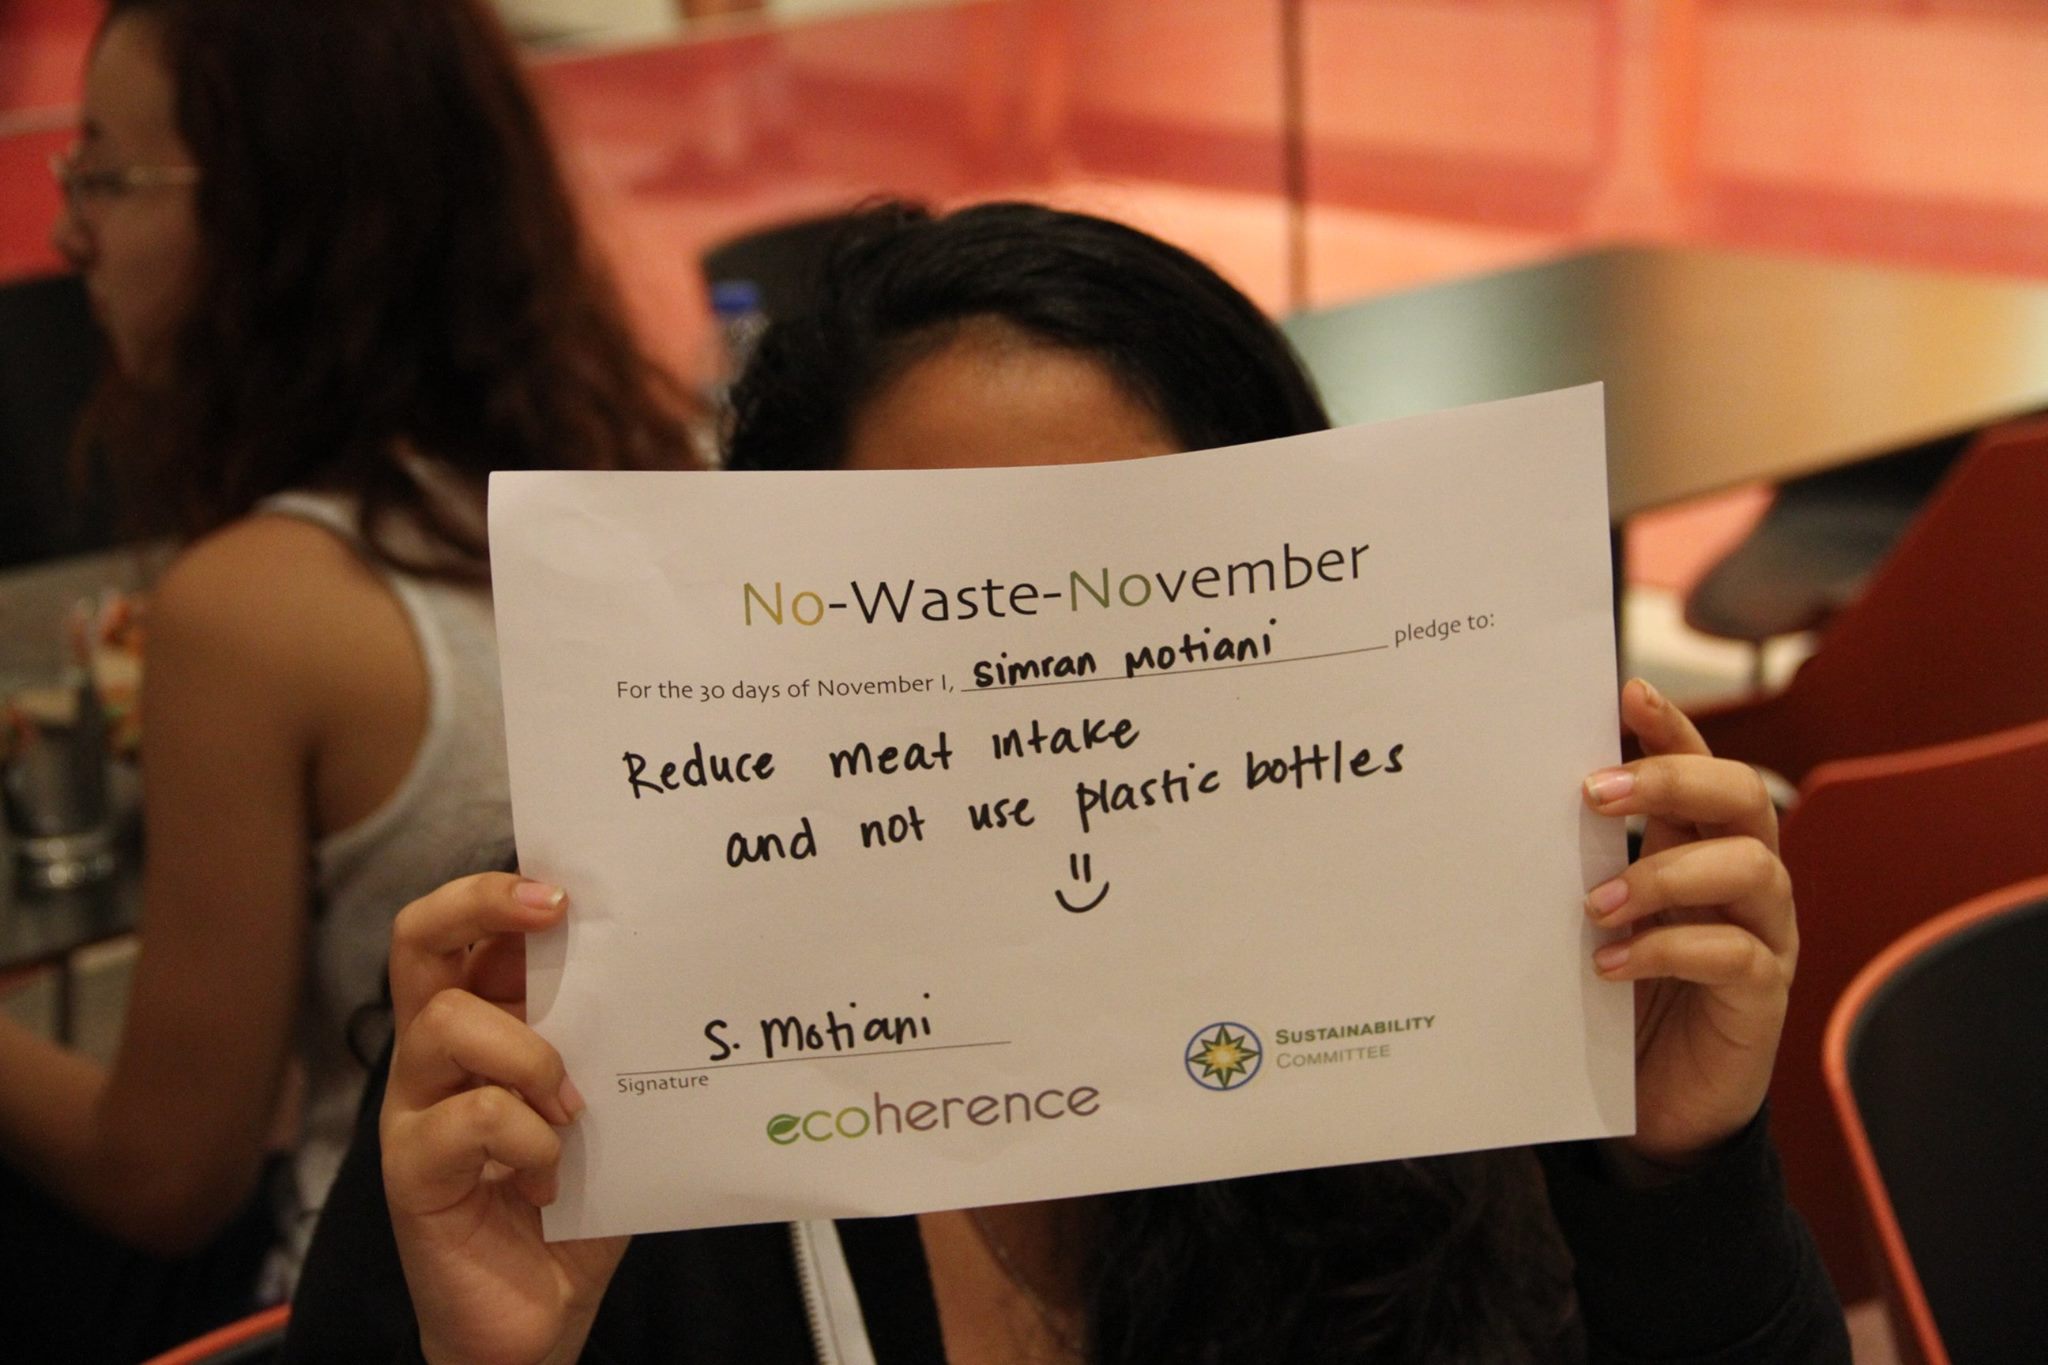 No-Waste-November
For the 30 days of November I, Simran Motiani pledge to:
Reduce meat intake
and not use plastic bottles
S. Motiani
Signature
ecoherence
SUSTAINABILITY
COMMITTEE